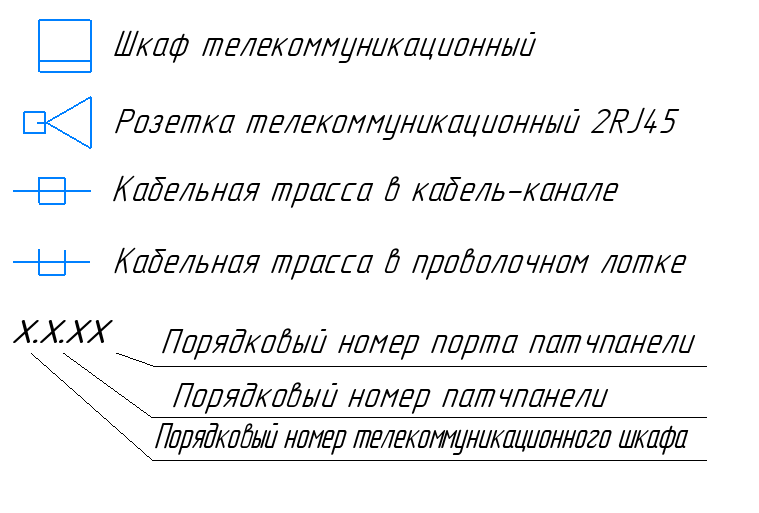 Шкаф телекоммуникационный
Розетка телекоммуникационный 2RJ45
Кабельная трасса в кабель-канале
Кабельная трасса в проволочном лотке
X.X.XX
Порядковый номер порта патчпанели
Порядковый номер патчпанели
Порядковый номер телекоммуникационного шкафа